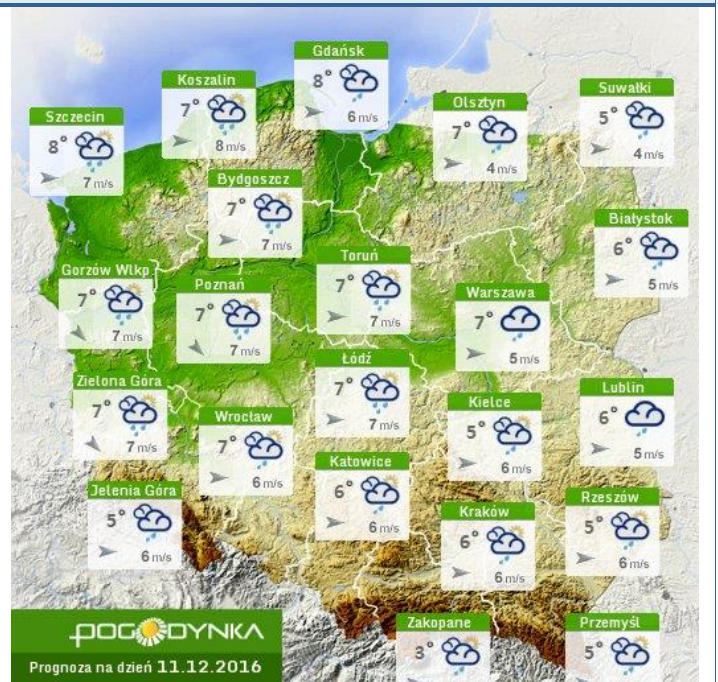 Gdańsk
8°
6 m/s
Koszalin
7°
8 m/s
Suwałki
5°
4 m/s
Olsztyn
7°
4 m/s
Szczecin
8°
7 m/s
Bydgoszcz
7°
7 m/s
Białystok
6°
5 m/s
Toruń
7°
7 m/s
Gorzów Wlkp.
7°
7 m/s
Poznań
7°
7 m/s
Warszawa
7°
5 m/s
Łódź
7°
7 m/s
Zielona Góra
7°
7 m/s
Lublin
6°
5 m/s
Kielce
5°
6 m/s
Wrocław
7°
6 m/s
Katowice
6°
6 m/s
Jelenia Góra
5°
6 m/s
Rzeszów
5°
6 m/s
Kraków
6°
6 m/s
Zakopane
3°
m/s
Przemyśl
5°
m/s
POGODYNKA
Prognoza na dzień 11.12.2016